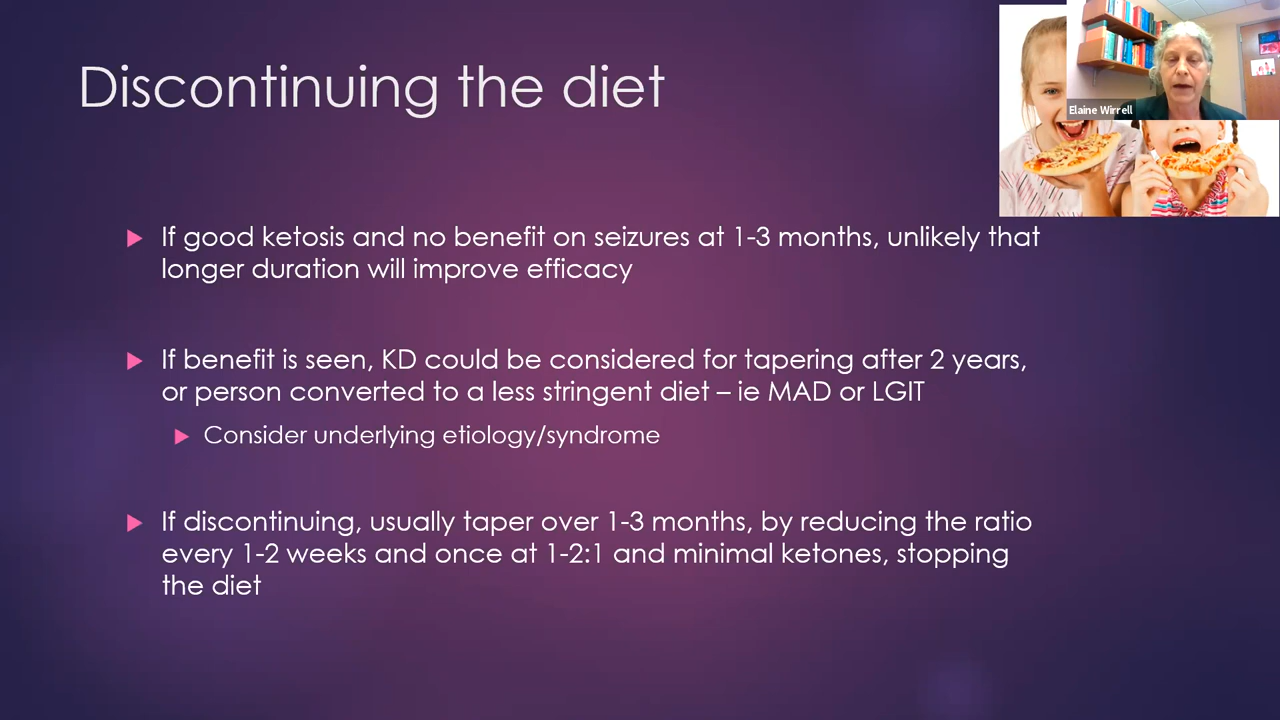 Discontinuing the diet
Elaine Wirrell
If good ketosis and no benefit on seizures at 1-3 months, unlikely that
longer duration will improve efficacy
If benefit is seen, KD could be considered for tapering after 2 years,
or person converted to a less stringent diet – ie MAD or LGIT
Consider underlying etiology/syndrome
If discontinuing, usually taper over 1-3 months, by reducing the ratio
every 1-2 weeks and once at 1-2:1 and minimal ketones, stopping
the diet